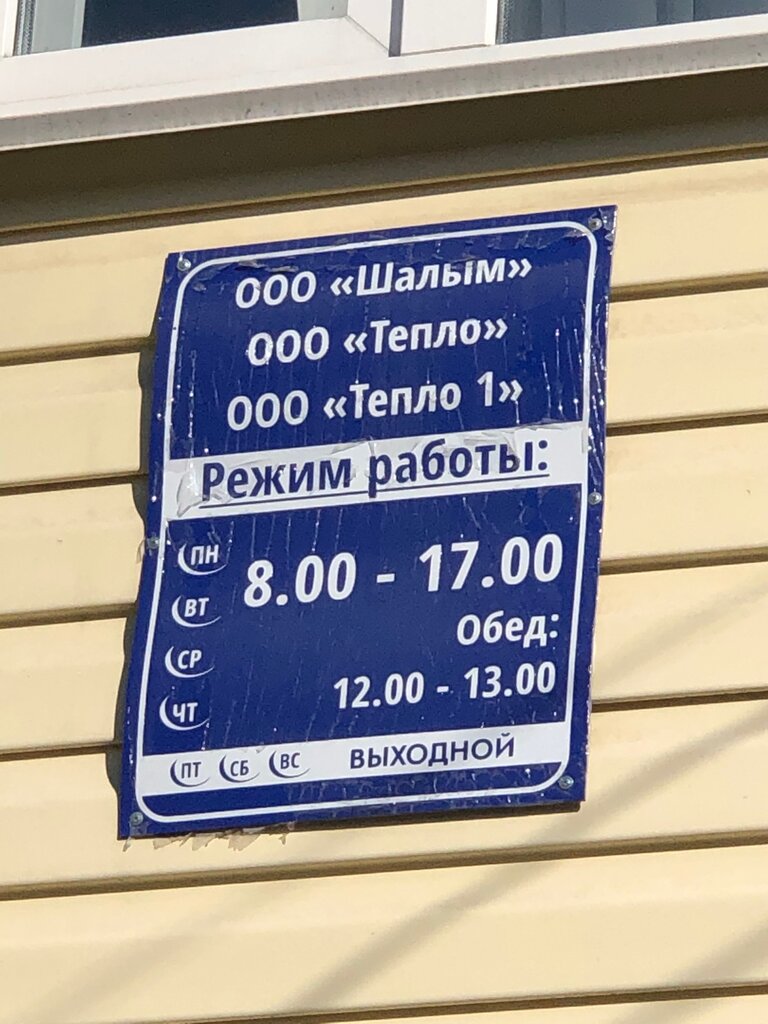 ООО «Шалым»
ООО «Тепло»
ООО «Тепло 1»
Режим работы:
ПН
8.00 - 17.00
ВТ
Обед:
СР
12.00 - 13.00
ЧТ
ПТ СБ ВС ВЫХОДНОЙ